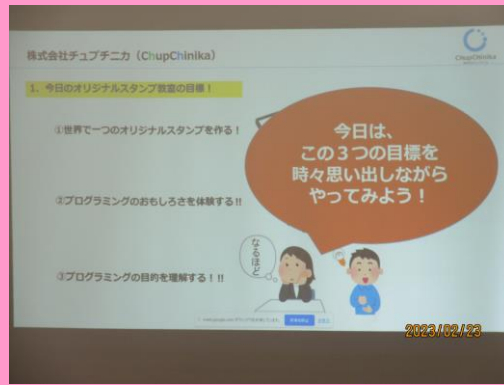 株式会社チュプチニカ（ChupChinika）
ChupChinika
1．今日のオリジナルスタンプ教室の目標！
①世界で一つのオリジナルスタンプを作る！
②プログラミングのおもしろさを体験する!!
③プログラミングの目的を理解する！!!
今日は、
この３つの目標を
時々思い出しながら
やってみよう！
なるほど
2023/02/23